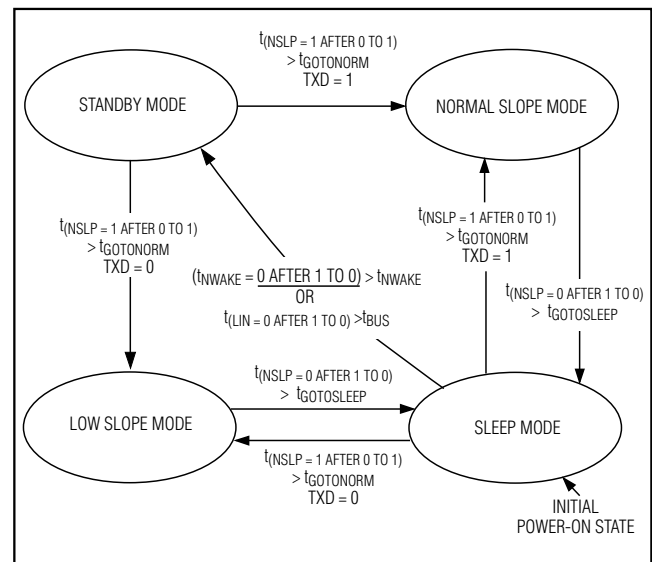 t(NSLP = 1 AFTER 0 TO 1)
> tGOTONORM
TXD = 1
STANDBY MODE
NORMAL SLOPE MODE
t(NSLP = 1 AFTER 0 TO 1)
> tGOTONORM
TXD = 0
t(NSLP = 1 AFTER 0 TO 1)
> tGOTONORM
TXD = 1
(tNWAKE = 0 AFTER 1 TO 0) > tNWAKE
OR
t(LIN = 0 AFTER 1 TO 0) >tBUS
t(NSLP = 0 AFTER 1 TO 0)
> tGOTOSLEEP
t(NSLP = 0 AFTER 1 TO 0)
> tGOTOSLEEP
LOW SLOPE MODE
SLEEP MODE
t(NSLP = 1 AFTER 0 TO 1)
> tGOTONORM
TXD = 0
INITIAL
POWER-ON STATE